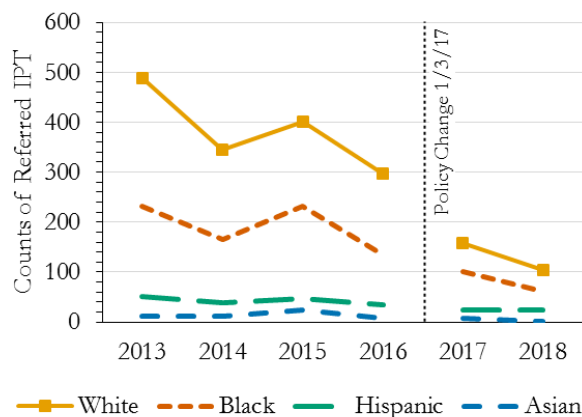 600
500
400
300
200
100
0
Counts of Referred IPT
Policy Change 1/3/17
2013 2014 2015 2016 2017 2018
White Black Hispanic Asian